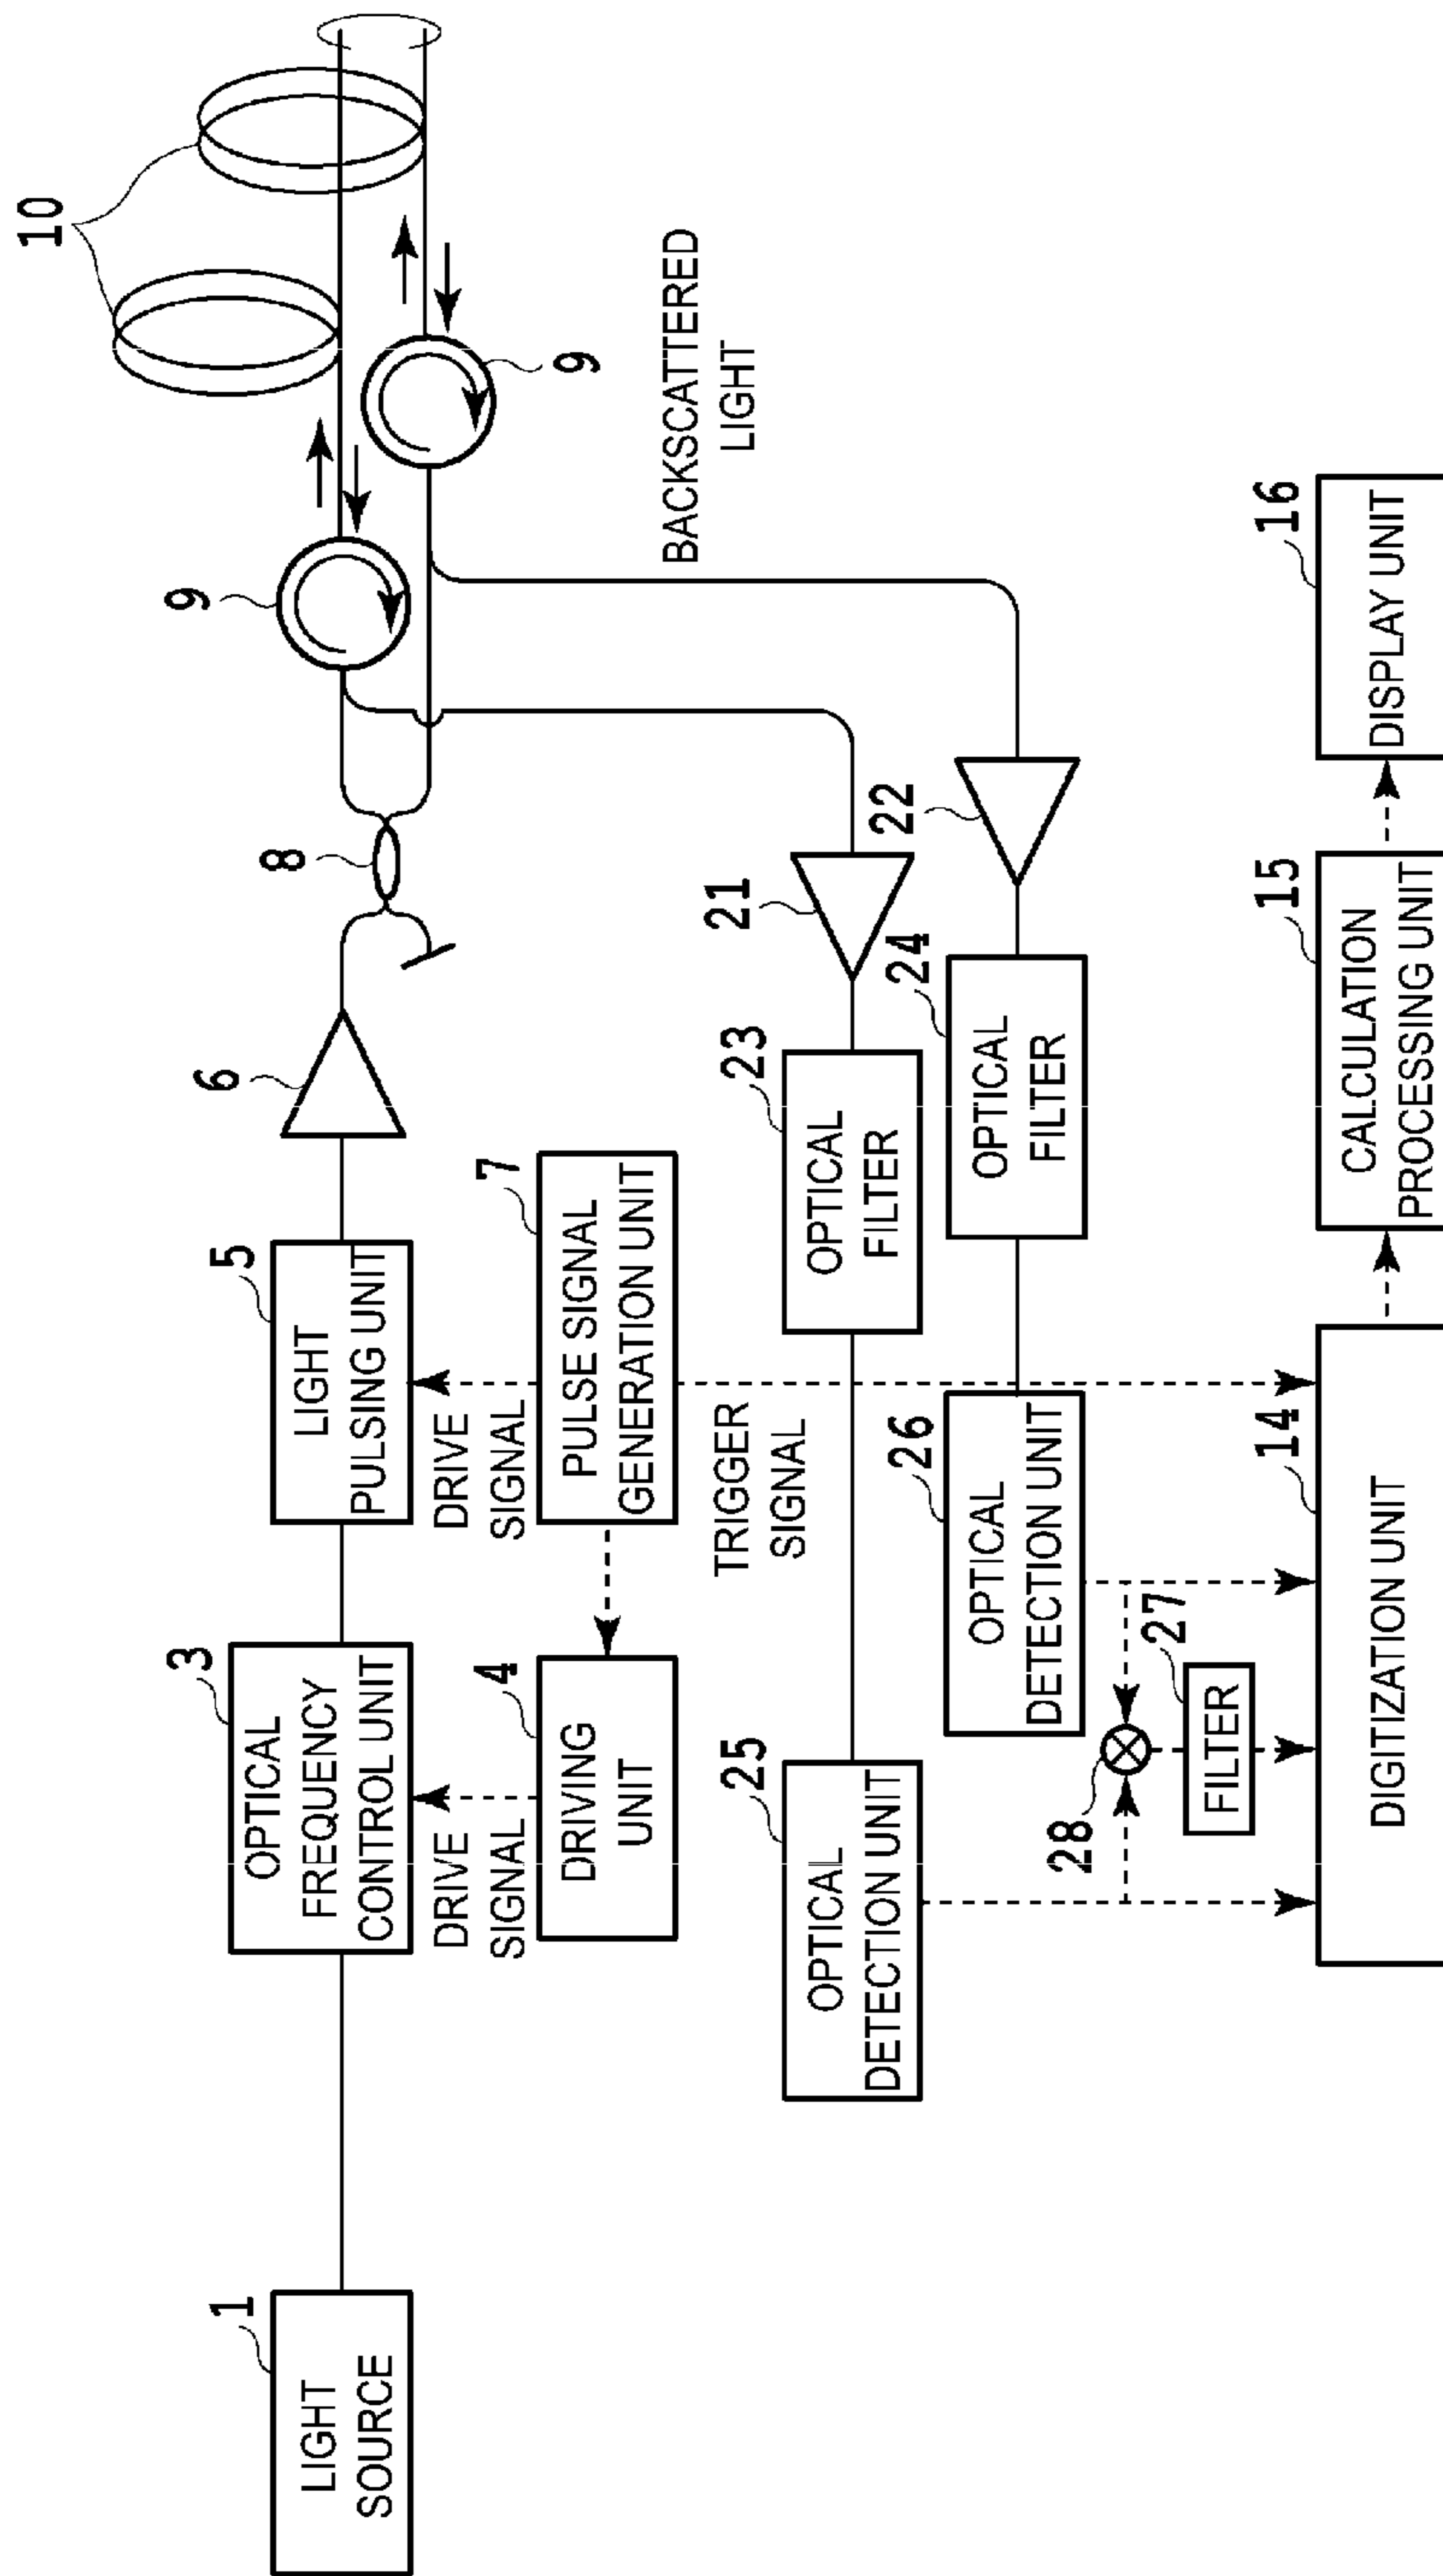 1
LIGHT
SOURCE
3
OPTICAL
FREQUENCY
CONTROL UNIT
5
LIGHT
PULSING UNIT
6
8
9
10
9
DRIVE
SIGNAL
DRIVE
SIGNAL
4
DRIVING
UNIT
7
PULSE SIGNAL
GENERATION UNIT
TRIGGER
SIGNAL
BACKSCATTERED
LIGHT
25
OPTICAL
DETECTION UNIT
23
OPTICAL
FILTER
21
26
OPTICAL
DETECTION UNIT
24
OPTICAL
FILTER
22
28
27
FILTER
14
DIGITIZATION UNIT
15
CALCULATION
PROCESSING UNIT
16
DISPLAY UNIT